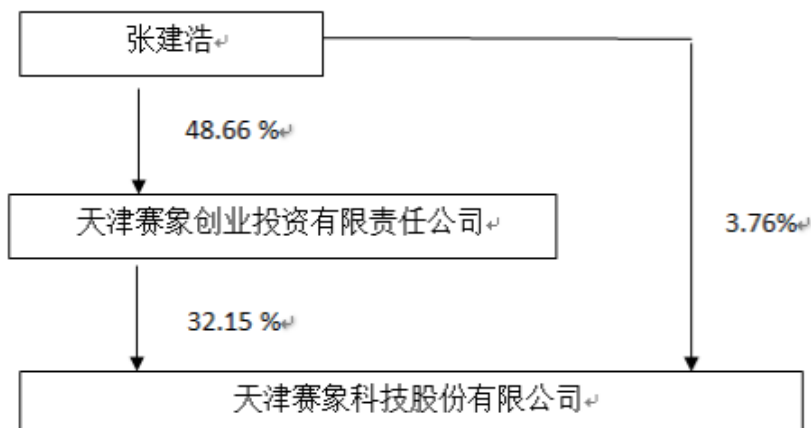 张建浩
48.66 %
天津赛象创业投资有限责任公司
3.76%
32.15 %
天津赛象科技股份有限公司